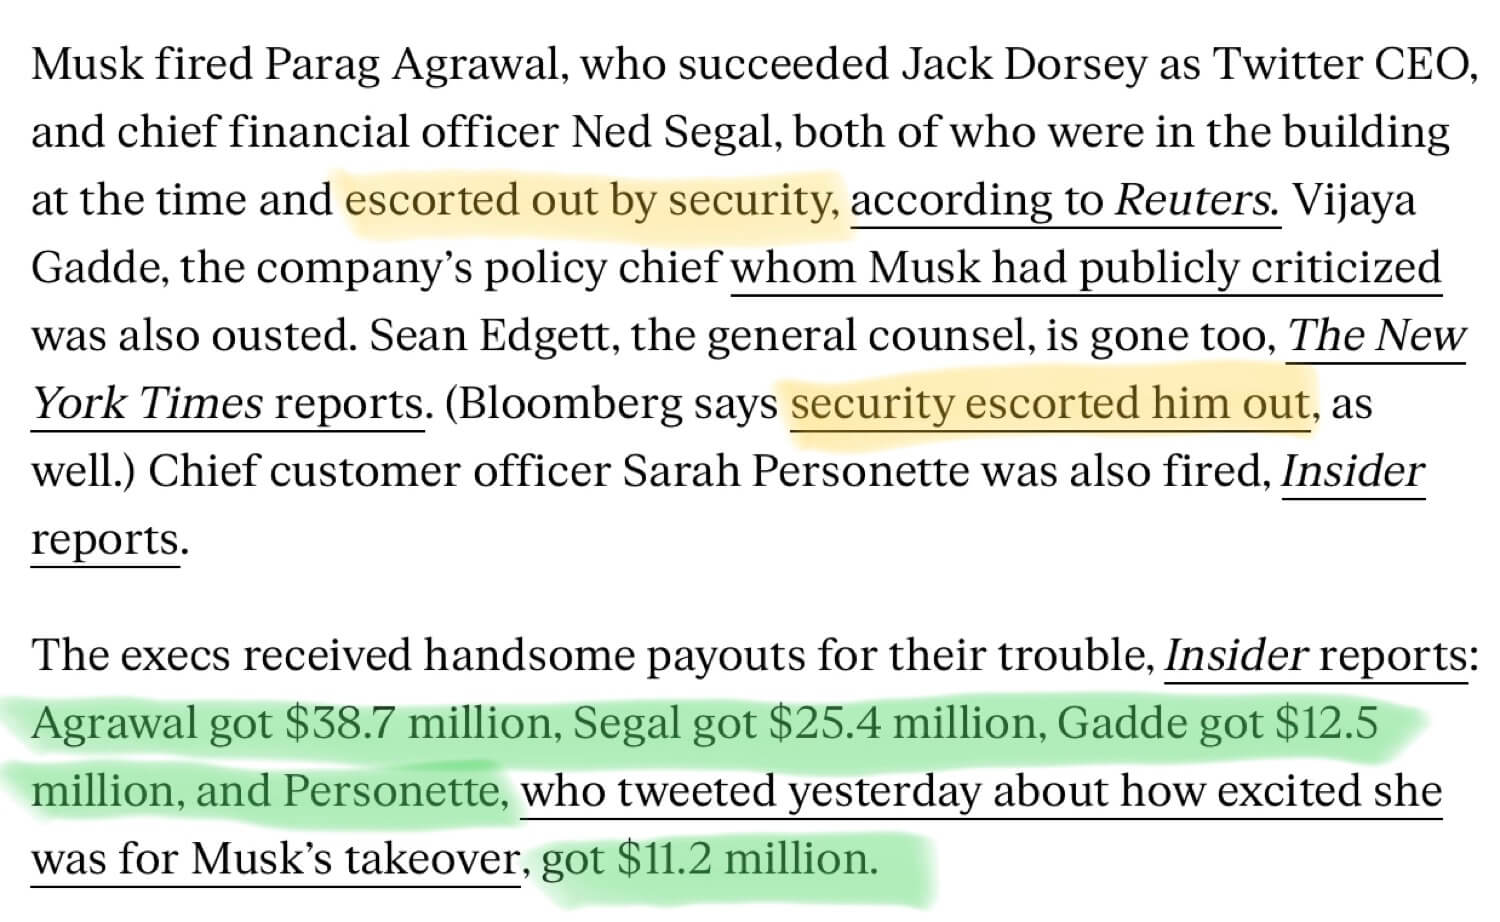 Musk fired Parag Agrawal, who succeeded Jack Dorsey as Twitter CEO,
and chief financial officer Ned Segal, both of who were in the building
at the time and escorted out by security, according to Reuters. Vijaya
Gadde, the company’s policy chief whom Musk had publicly criticized
was also ousted. Sean Edgett, the general counsel, is gone too, The New
York Times reports. (Bloomberg says security escorted him out, as
well.) Chief customer officer Sarah Personette was also fired, Insider
reports.
The execs received handsome payouts for their trouble, Insider reports:
Agrawal got $38.7 million, Segal got $25.4 million, Gadde got $12.5
million, and Personette, who tweeted yesterday about how excited she
was for Musk’s takeover, got $11.2 million.